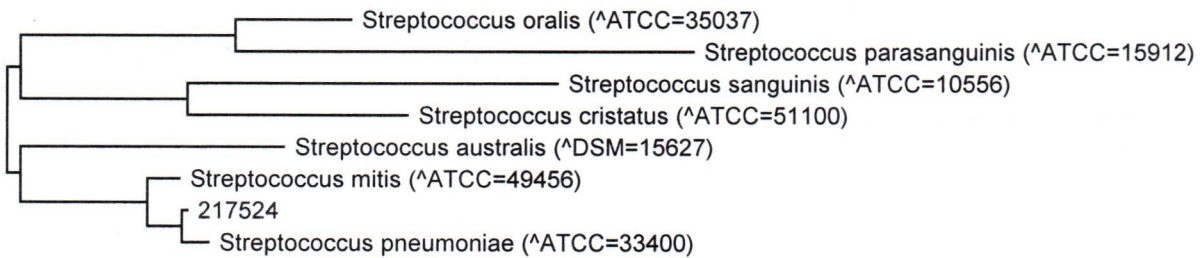 Streptococcus oralis (^ATCC=35037)
Streptococcus parasanguinis (^ATCC=15912)
Streptococcus sanguinis (^ATCC=10556)
Streptococcus cristatus (^ATCC=51100)
Streptococcus australis (^DSM=15627)
Streptococcus mitis (^ATCC=49456)
217524
Streptococcus pneumoniae (^ATCC=33400)